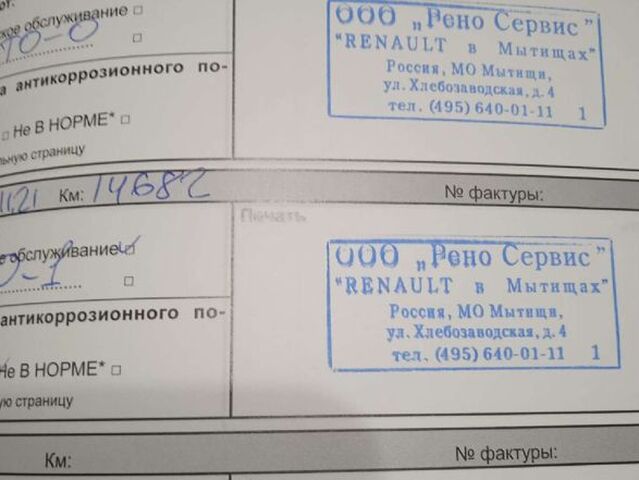 ское обслуживание □
ТО-0 □
а антикоррозионного по-
□ Не В НОРМЕ* □
льную страницу
ООО „Рено Сервис”
"RENAULT в Мытищах"
Россия, МО Мытищи,
ул. Хлебозаводская, д. 4
тел. (495) 640-01-11 1
11.21 Км: 14682 № фактуры:
Печать
е обслуживание □
О-1 □
антикоррозионного по-
Не В НОРМЕ* □
ую страницу
ООО „Рено Сервис”
"RENAULT в Мытищах"
Россия, МО Мытищи,
ул. Хлебозаводская, д. 4
тел. (495) 640-01-11 1
Км: № фактуры: